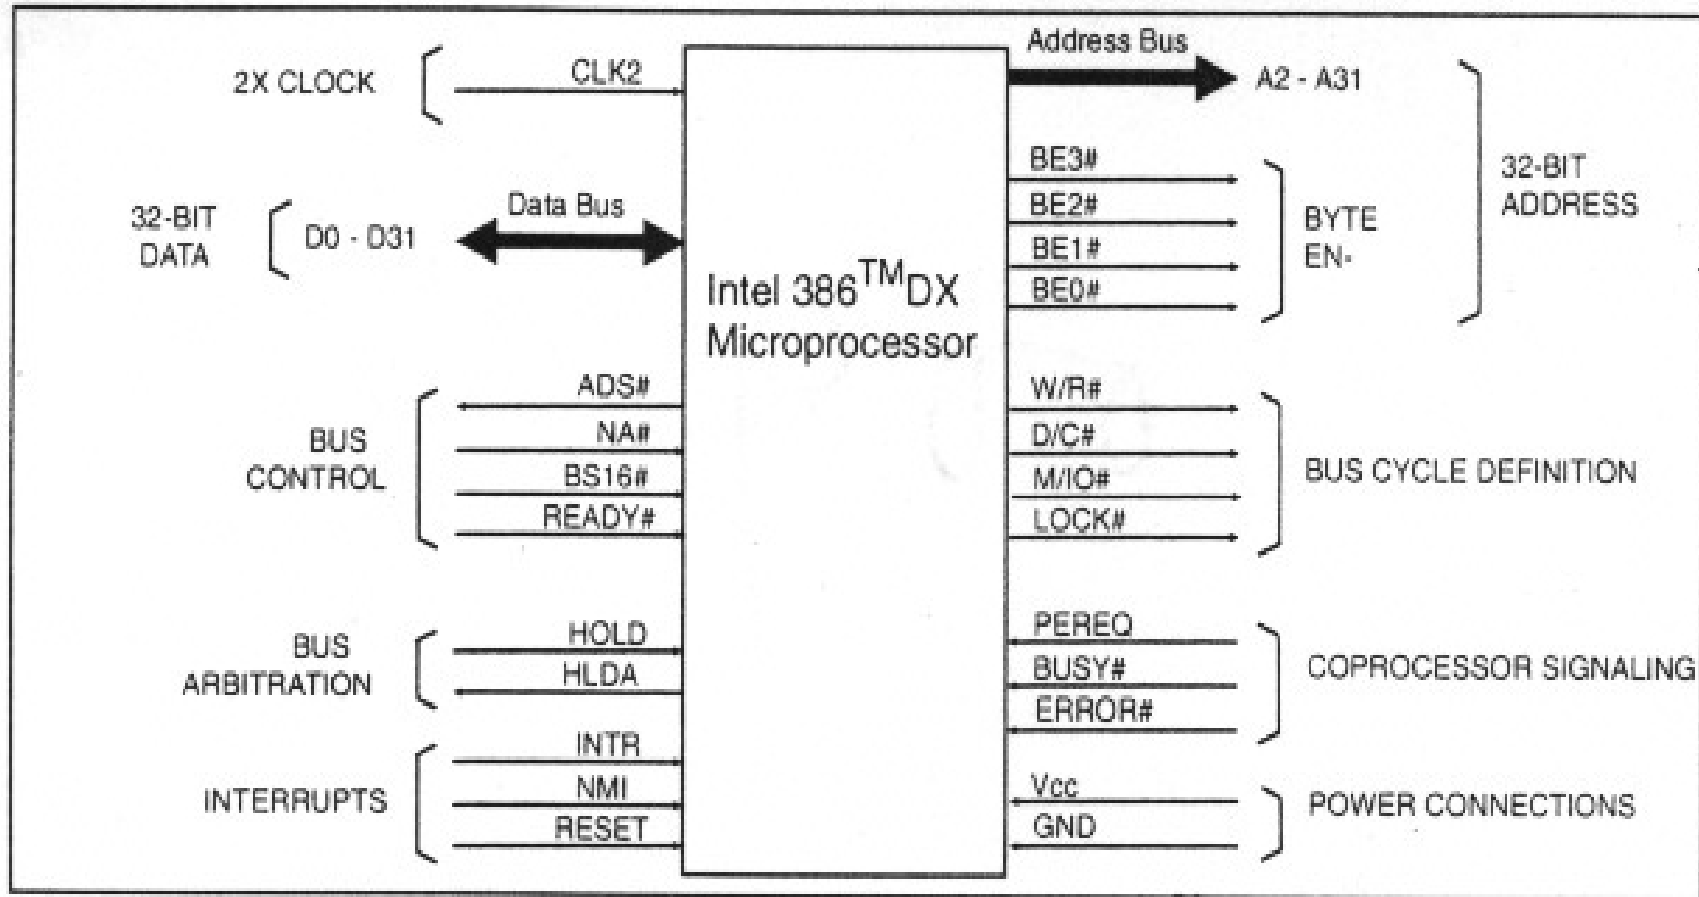 2X CLOCK
CLK2
32-BIT
DATA
D0 - D31
Data Bus
BUS
CONTROL
ADS#
NA#
BS16#
READY#
BUS
ARBITRATION
HOLD
HLDA
INTERRUPTS
INTR
NMI
RESET
Intel 386TMDX
Microprocessor
Address Bus
A2 - A31
32-BIT
ADDRESS
BE3#
BE2#
BE1#
BE0#
BYTE
EN-
W/R#
D/C#
M/IO#
LOCK#
BUS CYCLE DEFINITION
PEREQ
BUSY#
ERROR#
COPROCESSOR SIGNALING
Vcc
GND
POWER CONNECTIONS